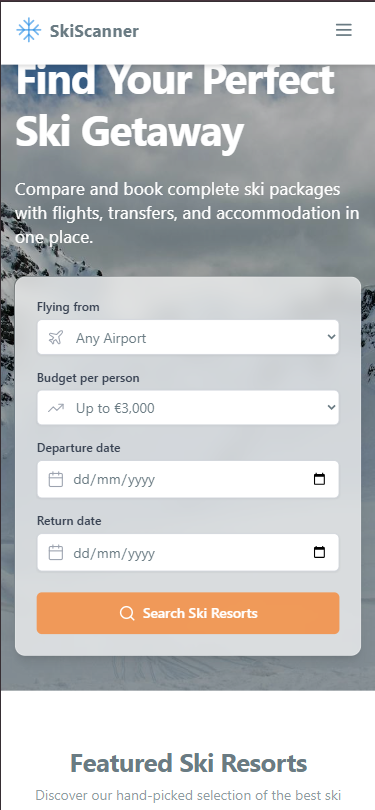 SkiScanner
Find Your Perfect
Ski Getaway
Compare and book complete ski packages
with flights, transfers, and accommodation in
one place.
Flying from
Any Airport
Budget per person
Up to €3,000
Departure date
dd/mm/yyyy
Return date
dd/mm/yyyy
Search Ski Resorts
Featured Ski Resorts
Discover our hand-picked selection of the best ski